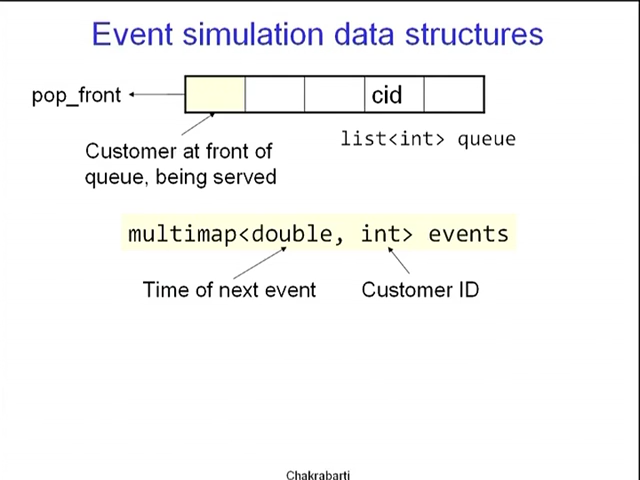 Event simulation data structures
pop_front
cid
list<int> queue
Customer at front of
queue, being served
multimap<double, int> events
Time of next event
Customer ID
Chakrabarti